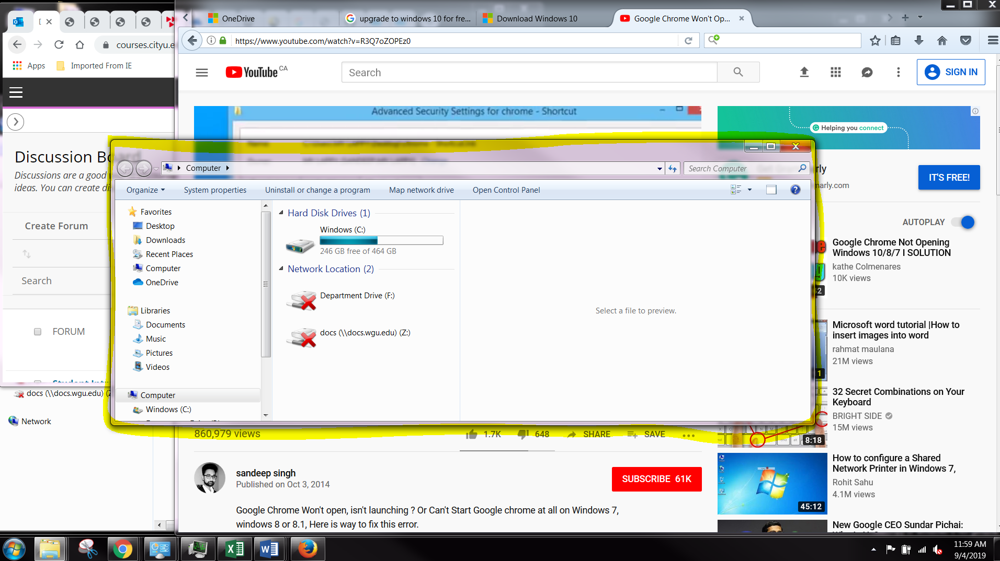 OneDrive
upgrade to windows 10 for fre...
Download Windows 10
Google Chrome Won't Op...
https://www.youtube.com/watch?v=R3Q7oZOPEz0
courses.cityu.e
Apps
Imported From IE
YouTube CA
Search
SIGN IN
Discussion Bo
Discussions are a good
ideas. You can create di
Create Forum
Search
FORUM
docs (\\docs.wgu.edu) (Z
Network
Advanced Security Settings for chrome - Shortcut
Helping you connect
marly.com
IT'S FREE!
Computer
Search Computer
Organize
System properties
Uninstall or change a program
Map network drive
Open Control Panel
Favorites
Desktop
Downloads
Recent Places
Computer
OneDrive
Libraries
Documents
Music
Pictures
Videos
Computer
Windows (C:)
Hard Disk Drives (1)
Windows (C:)
246 GB free of 464 GB
Network Location (2)
Department Drive (F:)
docs (\\docs.wgu.edu) (Z:)
Select a file to preview.
860,979 views
1.7K
648
SHARE
SAVE
sandeep singh
Published on Oct 3, 2014
SUBSCRIBE 61K
Google Chrome Won't open, isn't launching ? Or Can't Start Google chrome at all on Windows 7,
windows 8 or 8.1, Here is way to fix this error.
AUTOPLAY
Google Chrome Not Opening
Windows 10/8/7 I SOLUTION
kathe Colmenares
10K views
Microsoft word tutorial |How to
insert images into word
rahmat maulana
21M views
32 Secret Combinations on Your
Keyboard
BRIGHT SIDE
15M views
8:18
How to configure a Shared
Network Printer in Windows 7,
Rohit Sahu
4.1M views
45:12
New Google CEO Sundar Pichai:
11:59 AM
9/4/2019